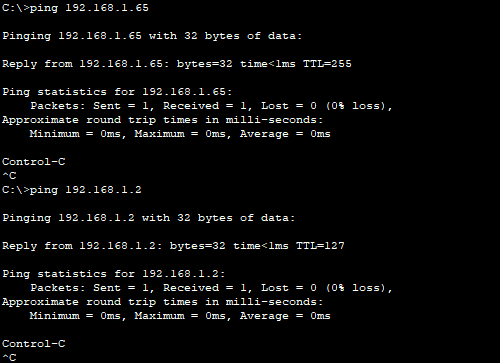 C:\>ping 192.168.1.65
Pinging 192.168.1.65 with 32 bytes of data:
Reply from 192.168.1.65: bytes=32 time<1ms TTL=255
Ping statistics for 192.168.1.65:
    Packets: Sent = 1, Received = 1, Lost = 0 (0% loss),
Approximate round trip times in milli-seconds:
    Minimum = 0ms, Maximum = 0ms, Average = 0ms
Control-C
^C
C:\>ping 192.168.1.2
Pinging 192.168.1.2 with 32 bytes of data:
Reply from 192.168.1.2: bytes=32 time<1ms TTL=127
Ping statistics for 192.168.1.2:
    Packets: Sent = 1, Received = 1, Lost = 0 (0% loss),
Approximate round trip times in milli-seconds:
    Minimum = 0ms, Maximum = 0ms, Average = 0ms
Control-C
^C